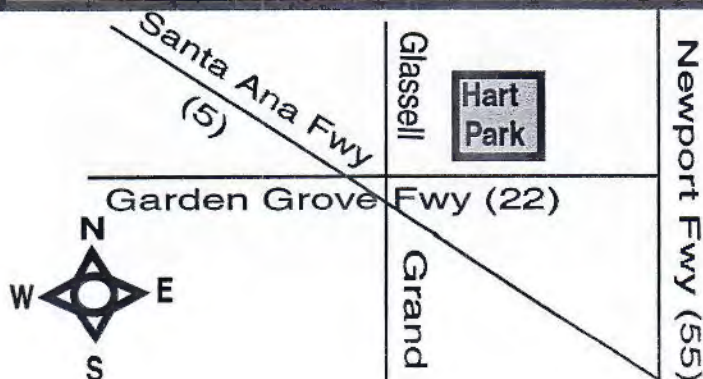 Santa Ana Fwy
(5)
Glassell
Hart
Park
Newport Fwy (55)
Garden Grove Fwy (22)
Grand
N
W
E
S